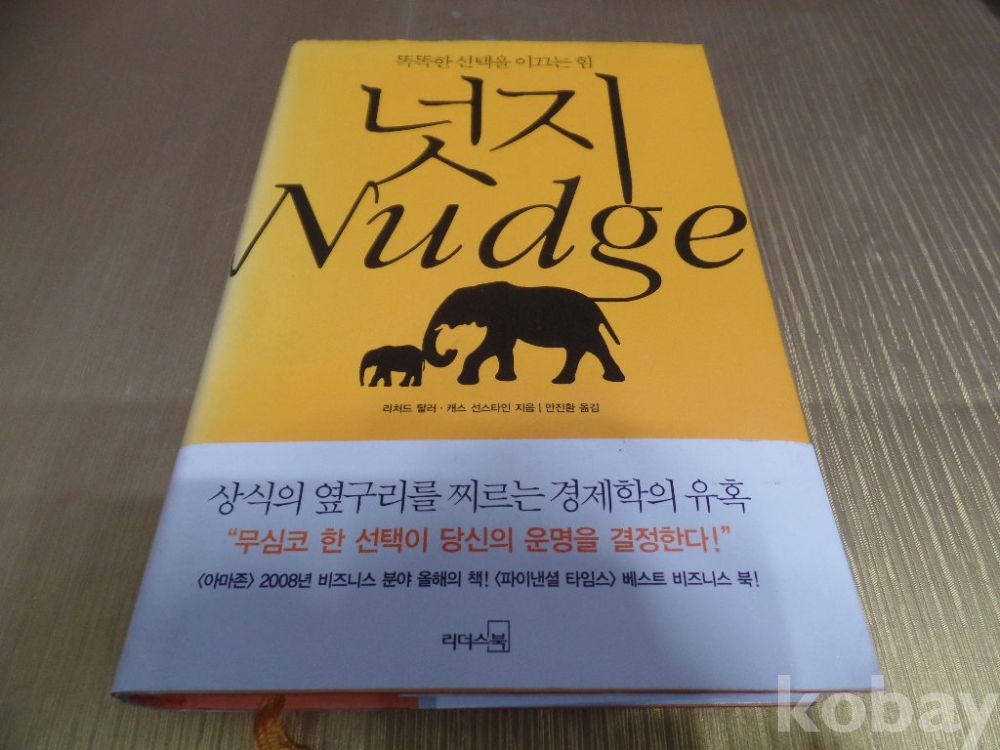 똑똑한 선택을 이끄는 힘
넛지
Nudge
리처드 탈러 · 캐스 선스타인 지음 | 안진환 옮김
상식의 옆구리를 찌르는 경제학의 유혹
“무심코 한 선택이 당신의 운명을 결정한다!”
〈아마존〉 2008년 비즈니스 분야 올해의 책! 〈파이낸셜 타임스〉 베스트 비즈니스 북!
리더스북
kobay